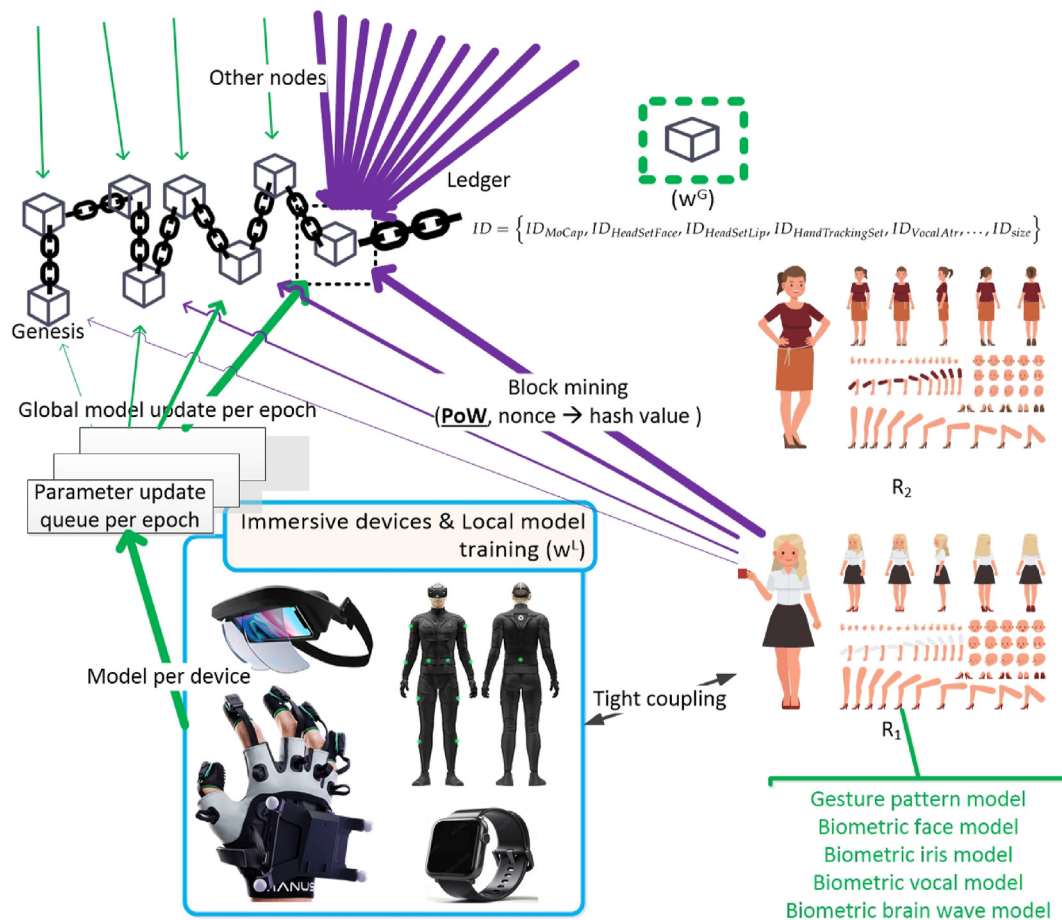 Other nodes
Ledger
(w^G)
ID = {ID_MoCap, ID_HeadSetFace, ID_HeadSetLip, ID_HandTrackingSet, ID_VocalAtr, ..., ID_size}
Genesis
Block mining
(PoW, nonce → hash value )
Global model update per epoch
Parameter update
queue per epoch
R₂
Immersive devices & Local model
training (w^L)
Model per device
Tight coupling
R₁
MANUS
Gesture pattern model
Biometric face model
Biometric iris model
Biometric vocal model
Biometric brain wave model